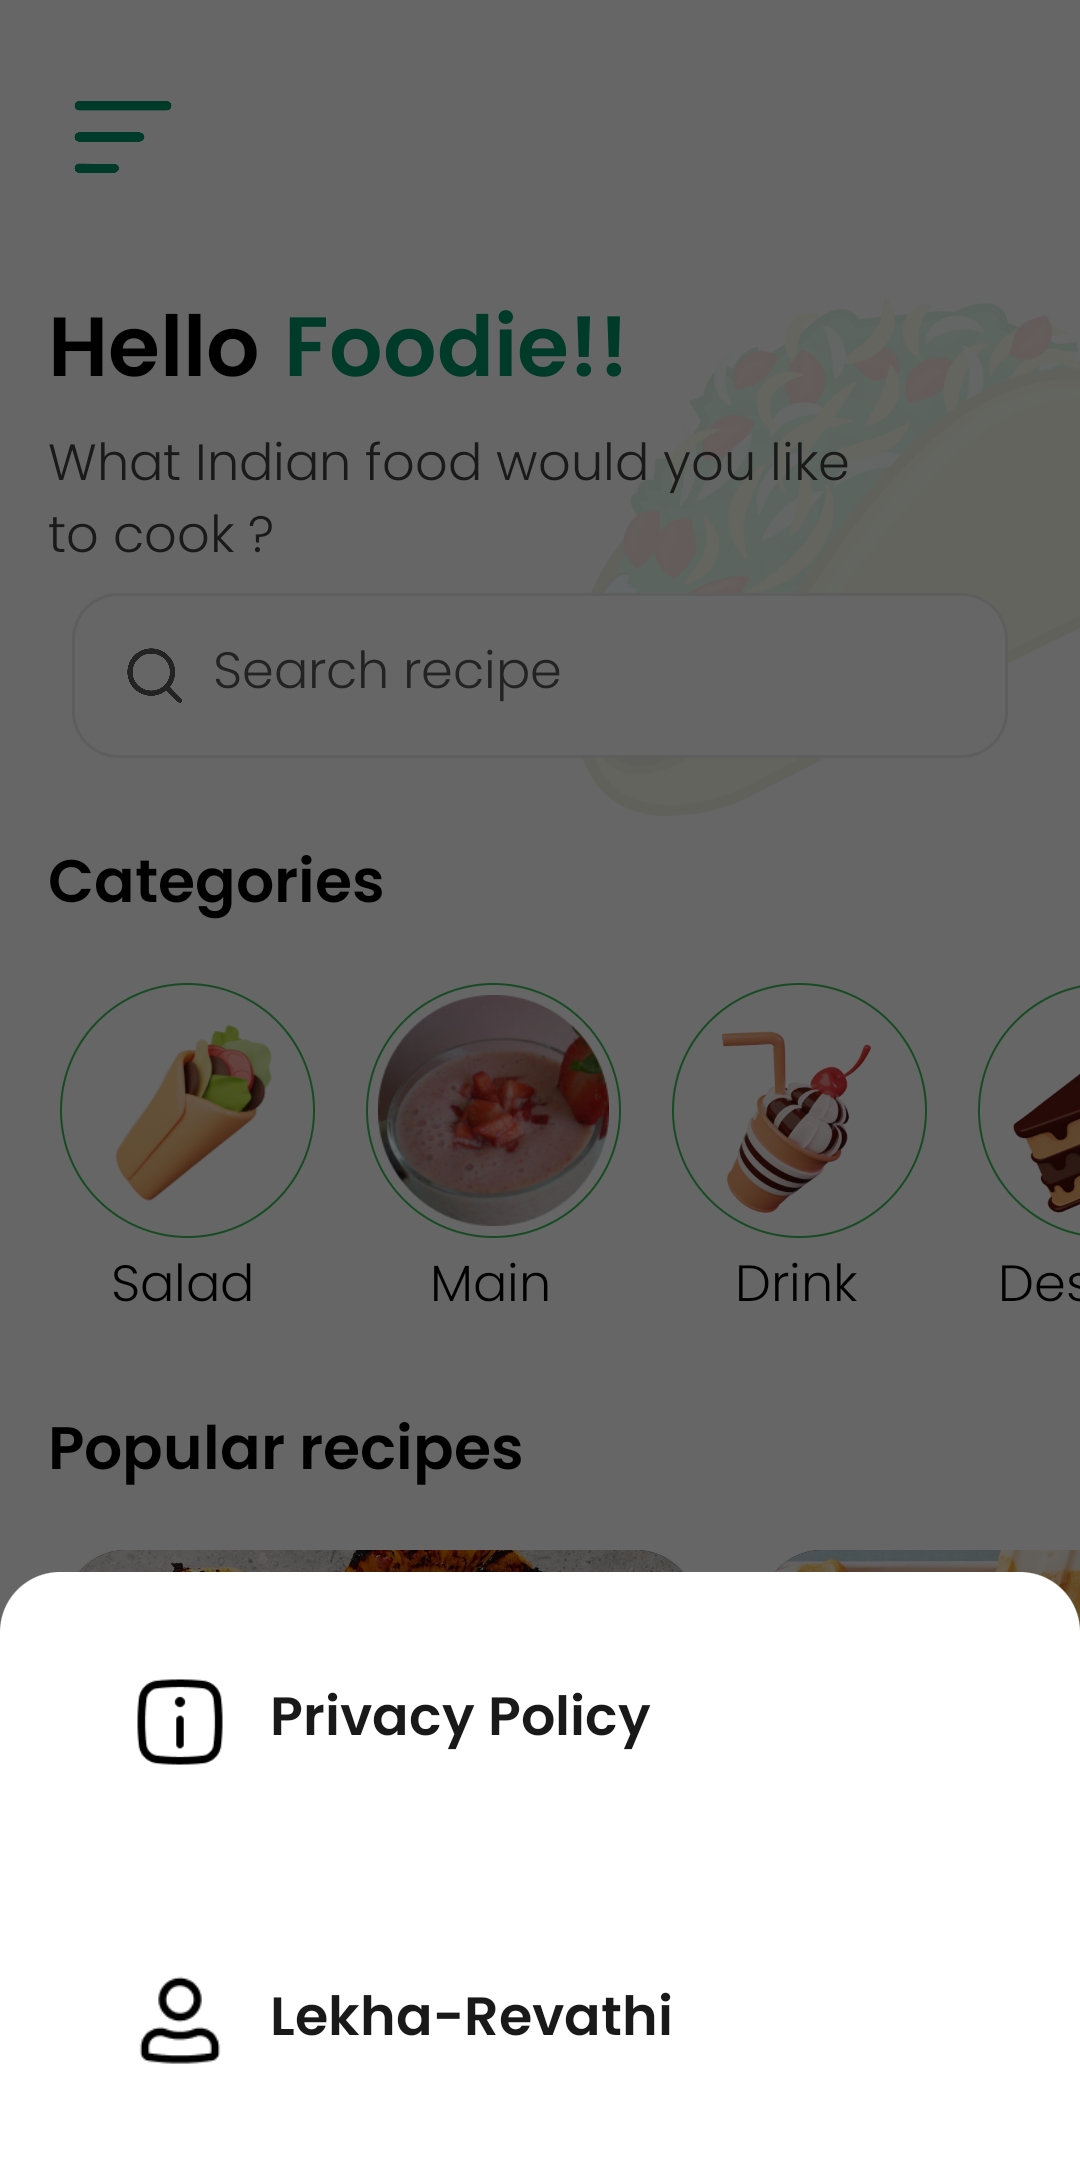 Hello Foodie!!
What Indian food would you like
to cook ?
Search recipe
Categories
Salad
Main
Drink
Des
Popular recipes
Privacy Policy
Lekha-Revathi